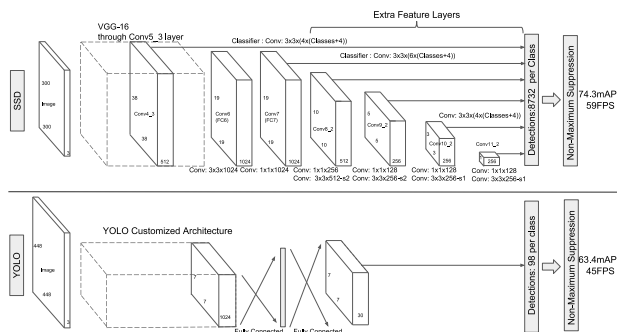 Extra Feature Layers
VGG-16
through Conv5_3 layer
Classifier : Conv: 3x3x(4x(Classes+4))
Classifier : Conv: 3x3x(6x(Classes+4))
SSD
300
Image
300
3
38
Conv4_3
38
512
19
Conv6
(FC6)
19
1024
19
Conv7
(FC7)
19
1024
10
Conv8_2
10
512
5
Conv9_2
5
256
Conv: 3x3x(4x(Classes+4))
3
Conv10_2
3
256
Conv11_2
256
Conv: 3x3x1024
Conv: 1x1x1024
Conv: 1x1x256
Conv: 3x3x512-s2
Conv: 1x1x128
Conv: 3x3x256-s2
Conv: 1x1x128
Conv: 3x3x256-s1
Conv: 1x1x128
Conv: 3x3x256-s1
Detections:8732 per Class
Non-Maximum Suppression
74.3mAP
59FPS
YOLO
448
Image
448
3
YOLO Customized Architecture
7
7
1024
Fully Connected
Fully Connected
7
7
30
Detections: 98 per class
Non-Maximum Suppression
63.4mAP
45FPS